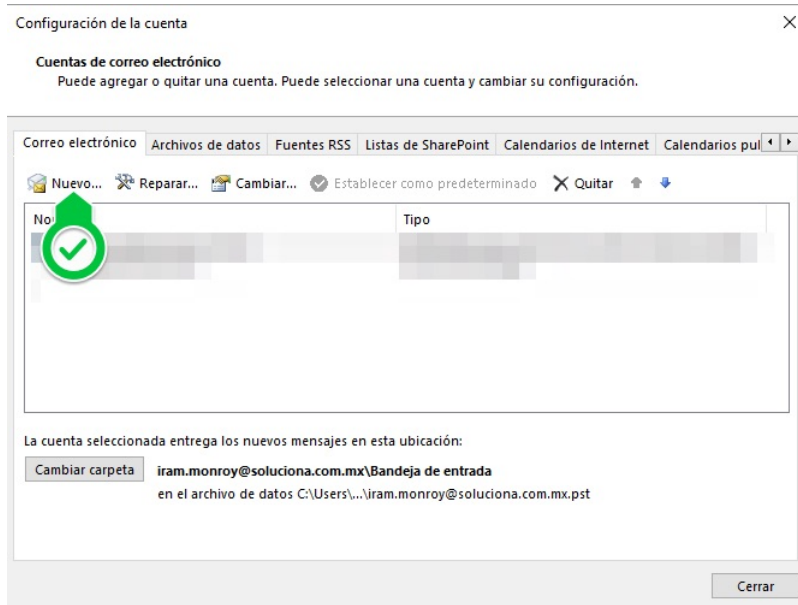 Configuración de la cuenta
Cuentas de correo electrónico
Puede agregar o quitar una cuenta. Puede seleccionar una cuenta y cambiar su configuración.
Correo electrónico Archivos de datos Fuentes RSS Listas de SharePoint Calendarios de Internet Calendarios pul
Nuevo... Reparar... Cambiar... Establecer como predeterminado Quitar
Tipo
La cuenta seleccionada entrega los nuevos mensajes en esta ubicación:
Cambiar carpeta iram.monroy@soluciona.com.mx\Bandeja de entrada
en el archivo de datos C:\Users\...\iram.monroy@soluciona.com.mx.pst
Cerrar